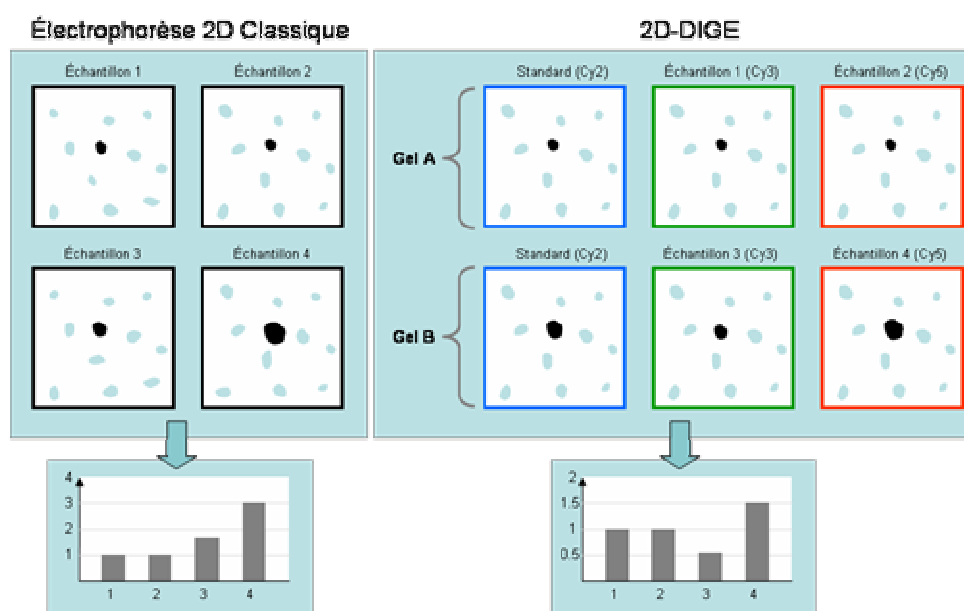 Électrophorèse 2D Classique
2D-DIGE
Échantillon 1
Échantillon 2
Échantillon 3
Échantillon 4
Standard (Cy2)
Échantillon 1 (Cy3)
Échantillon 2 (Cy5)
Gel A
Standard (Cy2)
Échantillon 3 (Cy3)
Échantillon 4 (Cy5)
Gel B
4
3
2
1
1 2 3 4
2
1.5
1
0.5
1 2 3 4